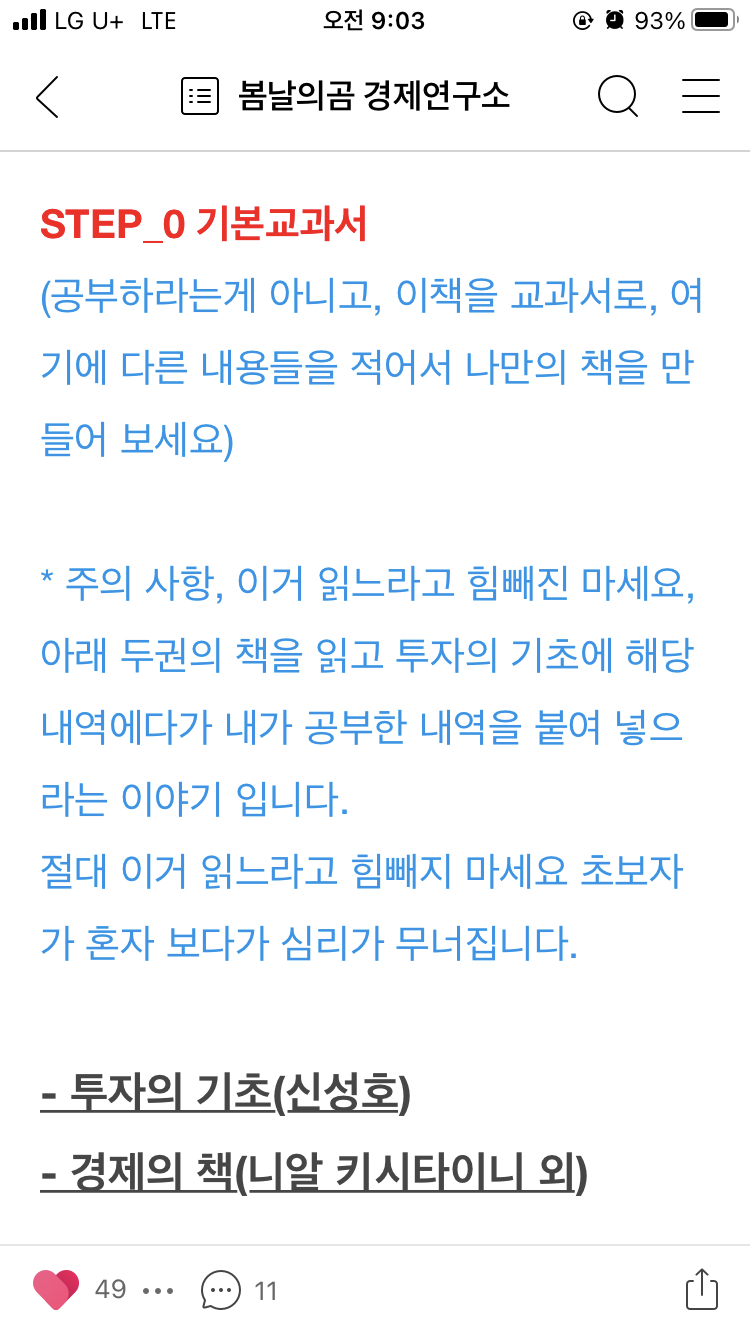 LG U+ LTE 오전 9:03 93%
봄날의곰 경제연구소
STEP_0 기본교과서
(공부하라는게 아니고, 이책을 교과서로, 여
기에 다른 내용들을 적어서 나만의 책을 만
들어 보세요)
* 주의 사항, 이거 읽느라고 힘빼진 마세요,
아래 두권의 책을 읽고 투자의 기초에 해당
내역에다가 내가 공부한 내역을 붙여 넣으
라는 이야기 입니다.
절대 이거 읽느라고 힘빼지 마세요 초보자
가 혼자 보다가 심리가 무너집니다.
- 투자의 기초(신성호)
- 경제의 책(니알 키시타이니 외)
49 11